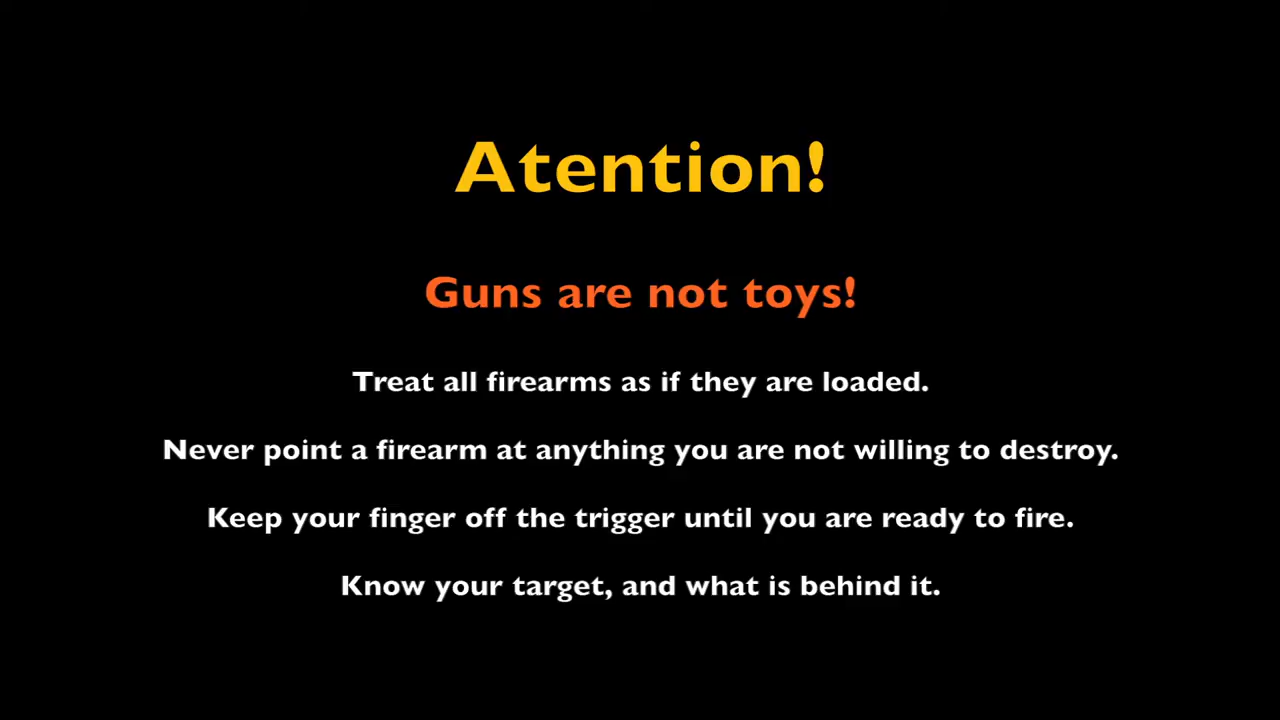 Atention!
Guns are not toys!
Treat all firearms as if they are loaded.
Never point a firearm at anything you are not willing to destroy.
Keep your finger off the trigger until you are ready to fire.
Know your target, and what is behind it.